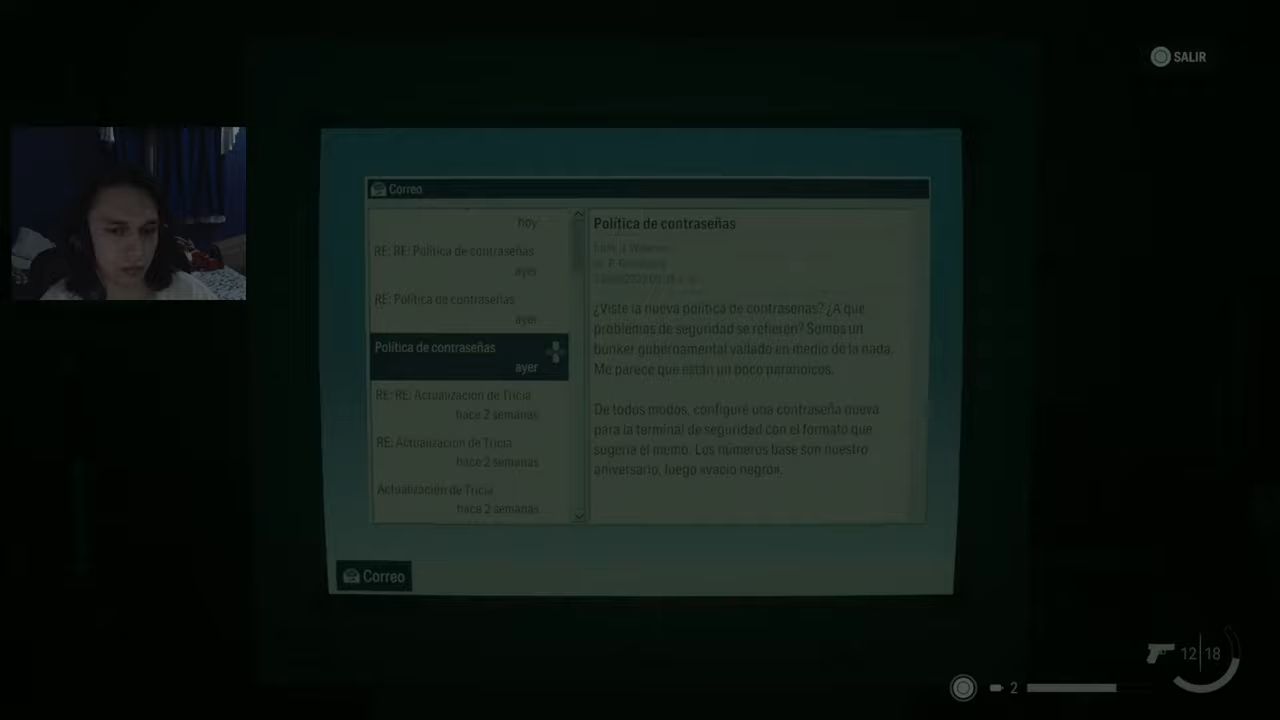 SALIR
Correo
hoy
RE: RE: Política de contraseñas
ayer
RE: Política de contraseñas
ayer
Política de contraseñas
ayer
RE: RE: Actualización de Tricia
hace 2 semanas
RE: Actualización de Tricia
hace 2 semanas
Actualización de Tricia
hace 2 semanas
Política de contraseñas
¿Viste la nueva política de contraseñas? ¿A que
problemas de seguridad se refieren? Somos un
búnker gubernamental vallado en medio de la nada.
Me parece que están un poco paranoicos.
De todos modos, configuré una contraseña nueva
para la terminal de seguridad con el formato que
sugería el memo. Los números base son nuestro
aniversario, luego «vacío negro».
Correo
12 18
2